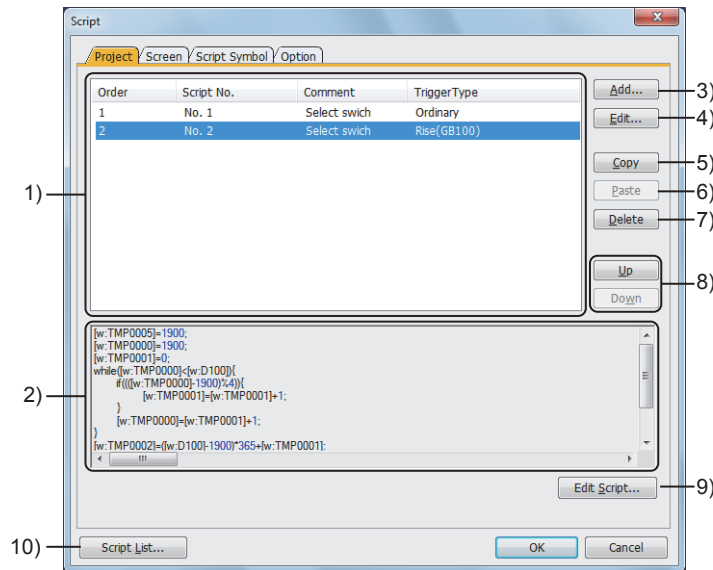 Script
Project Screen Script Symbol Option
Order Script No. Comment TriggerType
1 No. 1 Select swich Ordinary
2 No. 2 Select swich Rise(GB100)
Add... 3)
Edit... 4)
Copy 5)
Paste 6)
Delete 7)
1)
Up
8)
Down
[w:TMP0005]=1900;
[w:TMP0000]=1900;
[w:TMP0001]=0;
while([w:TMP0000]<[w:D100]){
if((([w:TMP0000]-1900)%4)){
[w:TMP0001]=[w:TMP0001]+1;
}
[w:TMP0000]=[w:TMP0001]+1;
}
[w:TMP0002]=([w:D100]-1900)*365+[w:TMP0001];
2)
Edit Script... 9)
10) Script List... OK Cancel